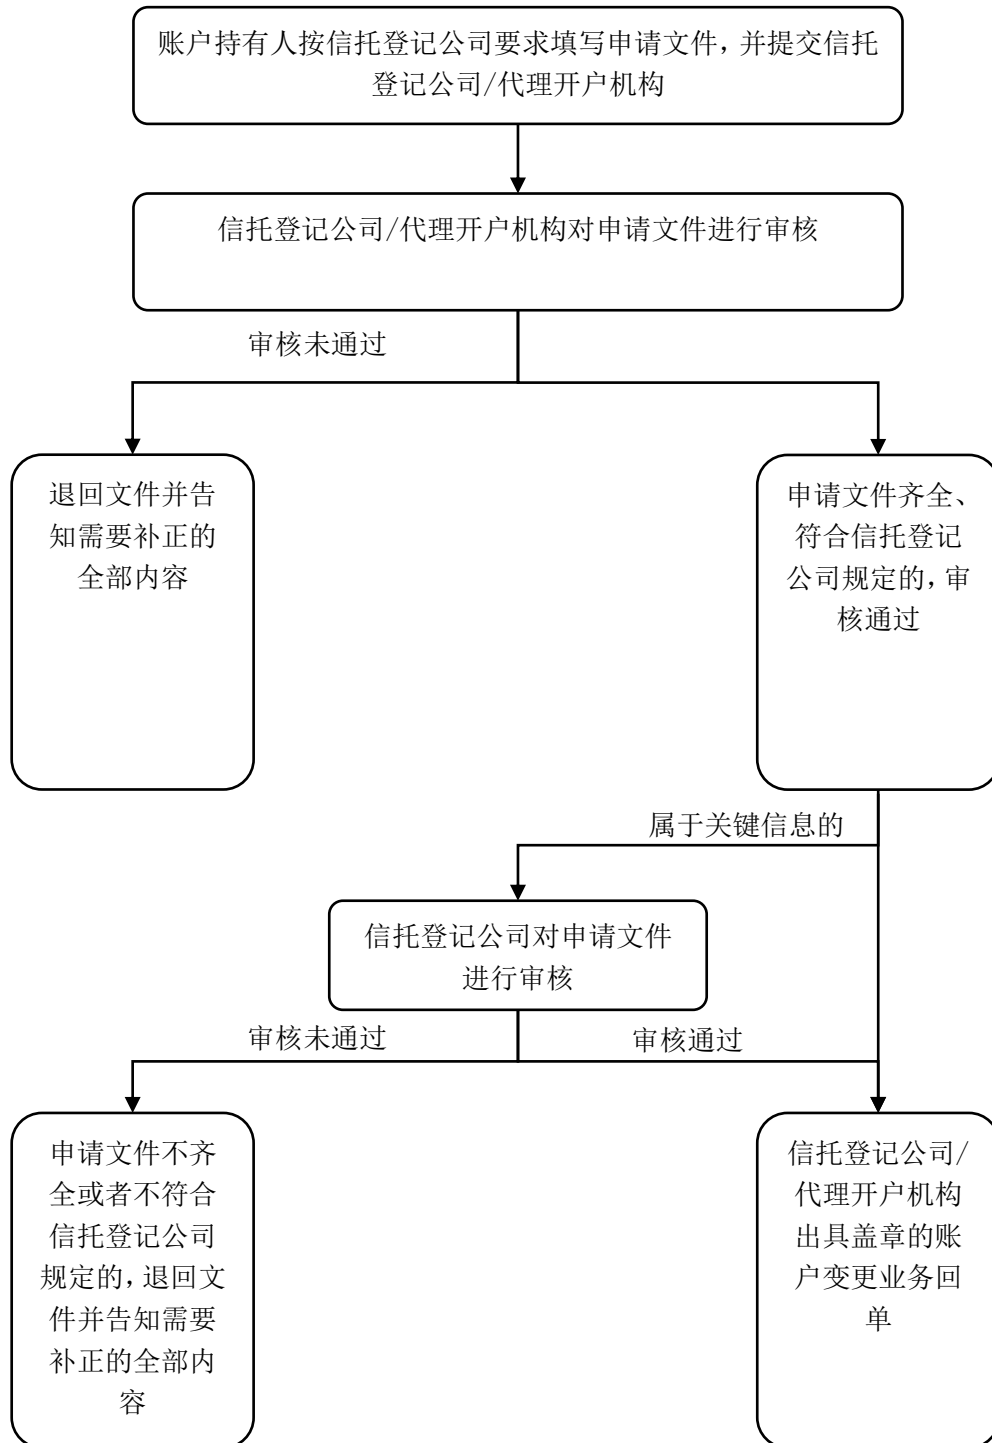 账户持有人按信托登记公司要求填写申请文件，并提交信托
登记公司/代理开户机构
信托登记公司/代理开户机构对申请文件进行审核
审核未通过
退回文件并告
知需要补正的
全部内容
申请文件齐全、
符合信托登记
公司规定的，审
核通过
属于关键信息的
信托登记公司对申请文件
进行审核
审核未通过
审核通过
申请文件不齐
全或者不符合
信托登记公司
规定的，退回文
件并告知需要
补正的全部内
容
信托登记公司/
代理开户机构
出具盖章的账
户变更业务回
单